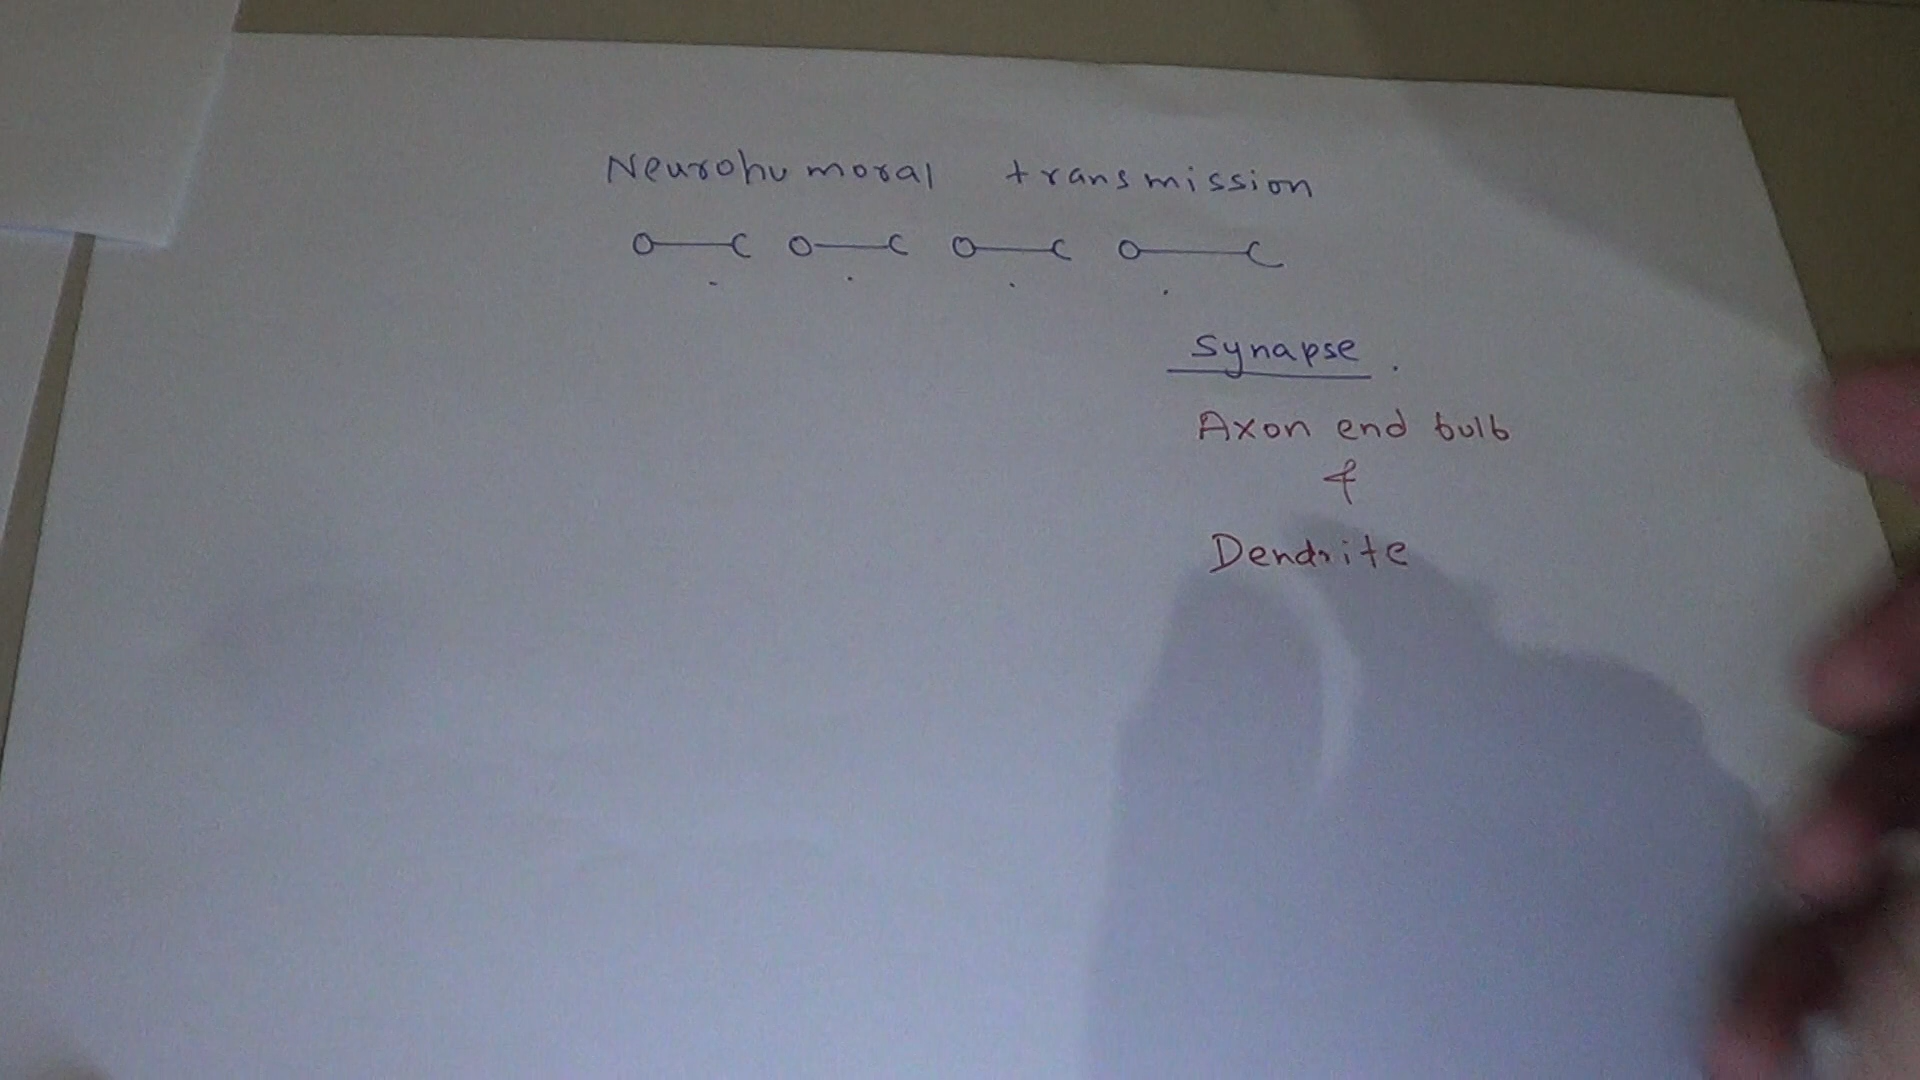 Neurohumoral transmission
Synapse.
Axon end bulb
&
Dendrite